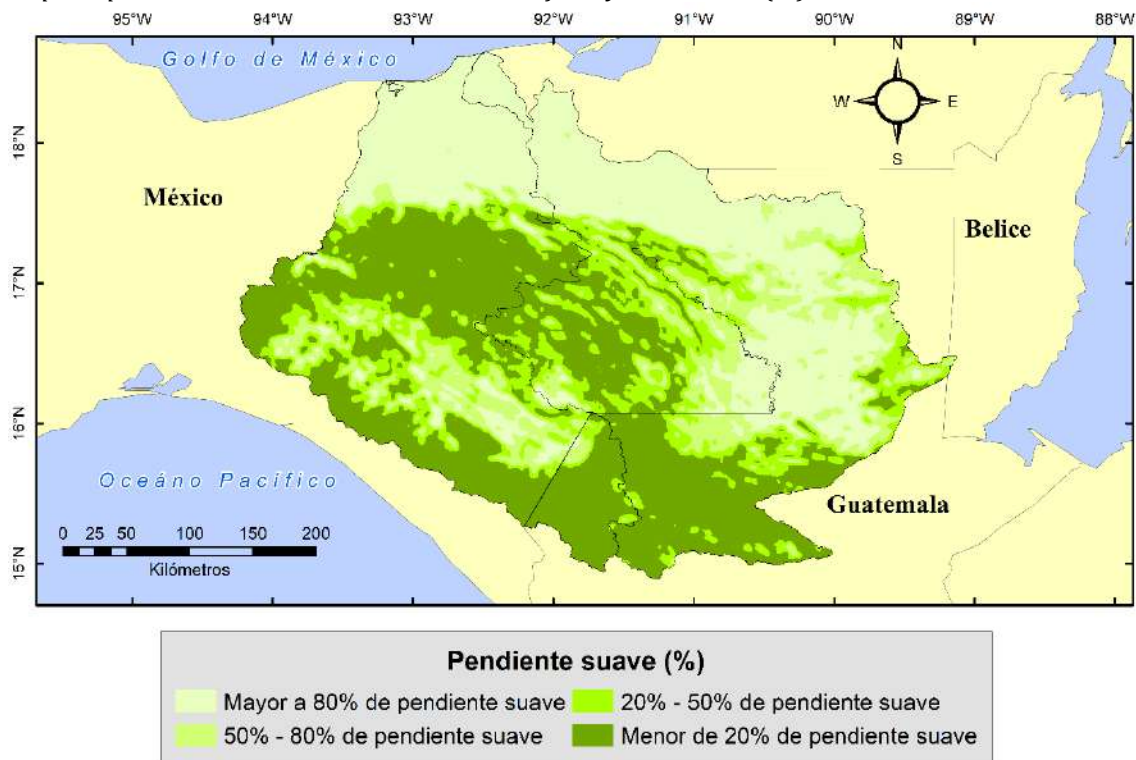 95°W 94°W 93°W 92°W 91°W 90°W 89°W 88°W
Golfo de México
N
W E
S
18°N
México
Belice
17°N
16°N
Océano Pacífico
Guatemala
0 25 50 100 150 200
Kilómetros
15°N
Pendiente suave (%)
Mayor a 80% de pendiente suave
20% - 50% de pendiente suave
50% - 80% de pendiente suave
Menor de 20% de pendiente suave